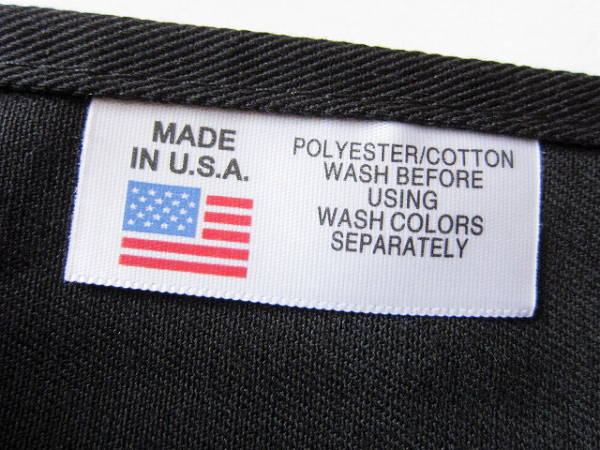 MADE
IN U.S.A.
POLYESTER/COTTON
WASH BEFORE
USING
WASH COLORS
SEPARATELY